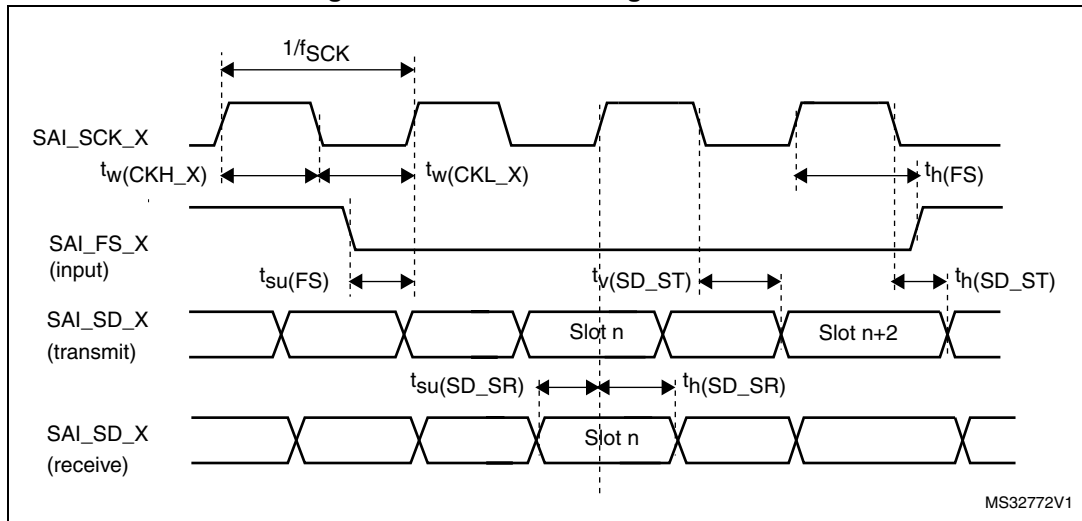 1/fSCK
SAI_SCK_X
tw(CKH_X)
tw(CKL_X)
th(FS)
SAI_FS_X
(input)
tsu(FS)
tv(SD_ST)
th(SD_ST)
SAI_SD_X
(transmit)
Slot n
Slot n+2
tsu(SD_SR)
th(SD_SR)
SAI_SD_X
(receive)
Slot n
MS32772V1